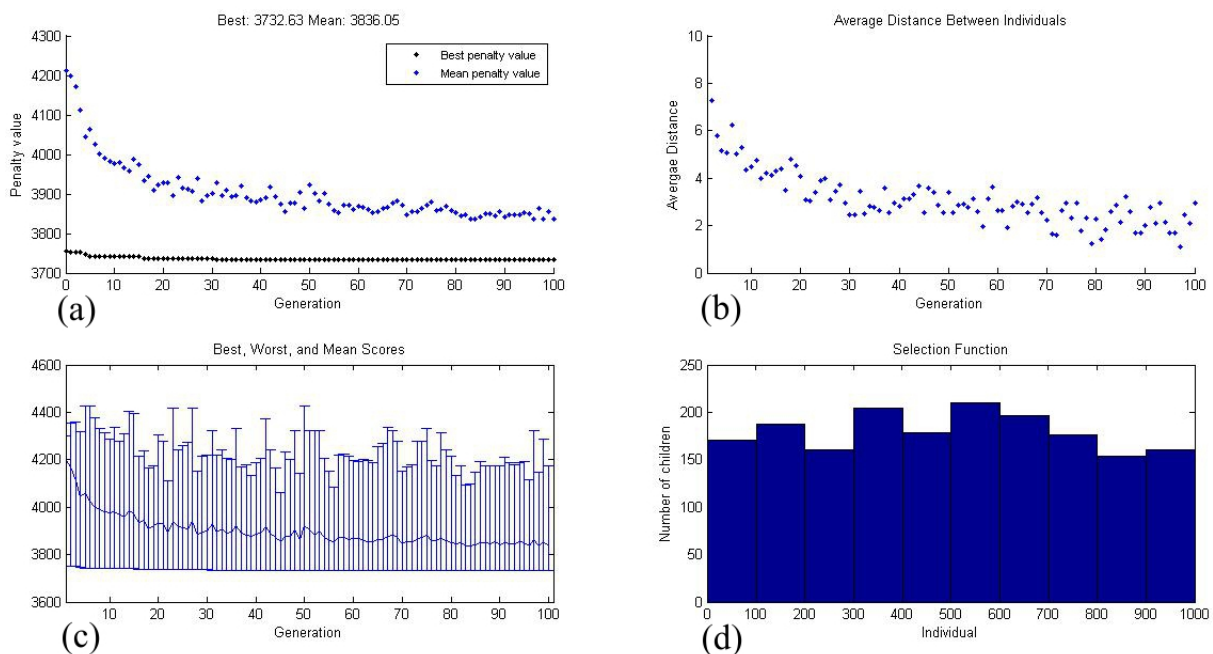 Best: 3732.63 Mean: 3836.05
4300
4200
4100
4000
3900
3800
3700
Penalty value
Best penalty value
Mean penalty value
0 10 20 30 40 50 60 70 80 90 100
Generation
(a)
Average Distance Between Individuals
10
8
6
4
2
0
Avergae Distance
10 20 30 40 50 60 70 80 90 100
Generation
(b)
Best, Worst, and Mean Scores
4600
4400
4200
4000
3800
3600
10 20 30 40 50 60 70 80 90 100
Generation
(c)
Selection Function
250
200
150
100
50
0
Number of children
0 100 200 300 400 500 600 700 800 900 1000
Individual
(d)